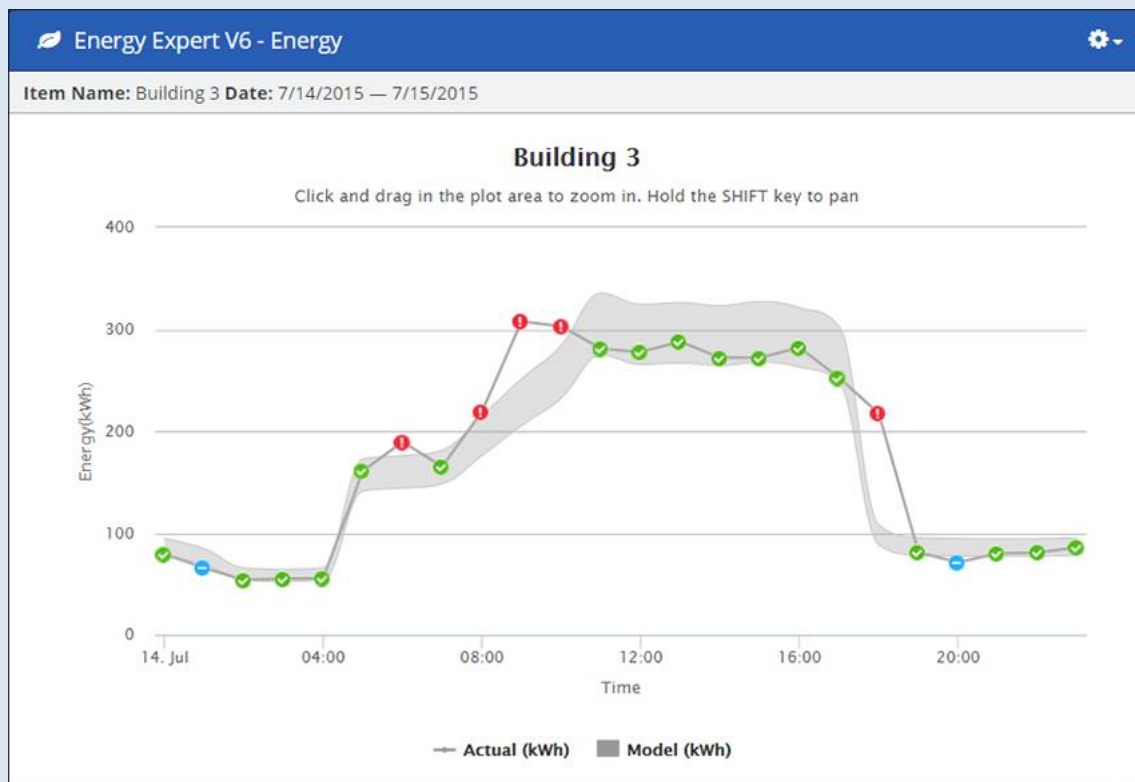 Energy Expert V6 - Energy
Item Name: Building 3 Date: 7/14/2015 — 7/15/2015
Building 3
Click and drag in the plot area to zoom in. Hold the SHIFT key to pan
400
300
200
100
0
Energy(kWh)
14. Jul 04:00 08:00 12:00 16:00 20:00
Time
Actual (kWh) Model (kWh)